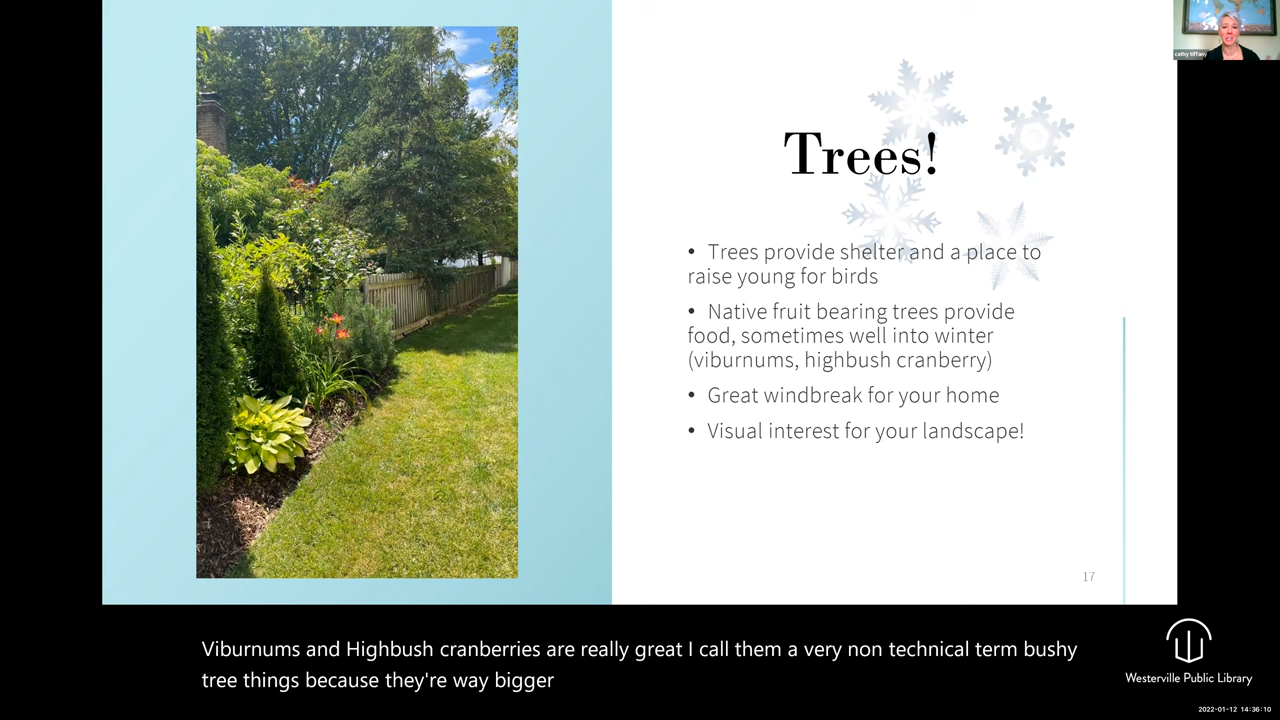 cathy tiffany
Trees!
• Trees provide shelter and a place to
raise young for birds
• Native fruit bearing trees provide
food, sometimes well into winter
(viburnums, highbush cranberry)
• Great windbreak for your home
• Visual interest for your landscape!
17
Viburnums and Highbush cranberries are really great I call them a very non technical term bushy
tree things because they're way bigger
Westerville Public Library
2022-01-12 14:36:10